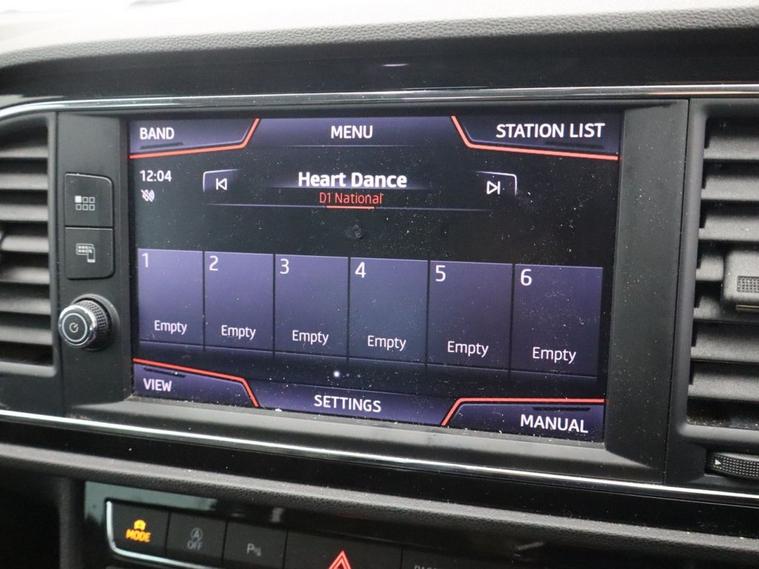 BAND
MENU
STATION LIST
12:04
Heart Dance
D1 National
1 2 3 4 5 6
Empty Empty Empty Empty Empty Empty
VIEW
SETTINGS
MANUAL
MODE
OFF